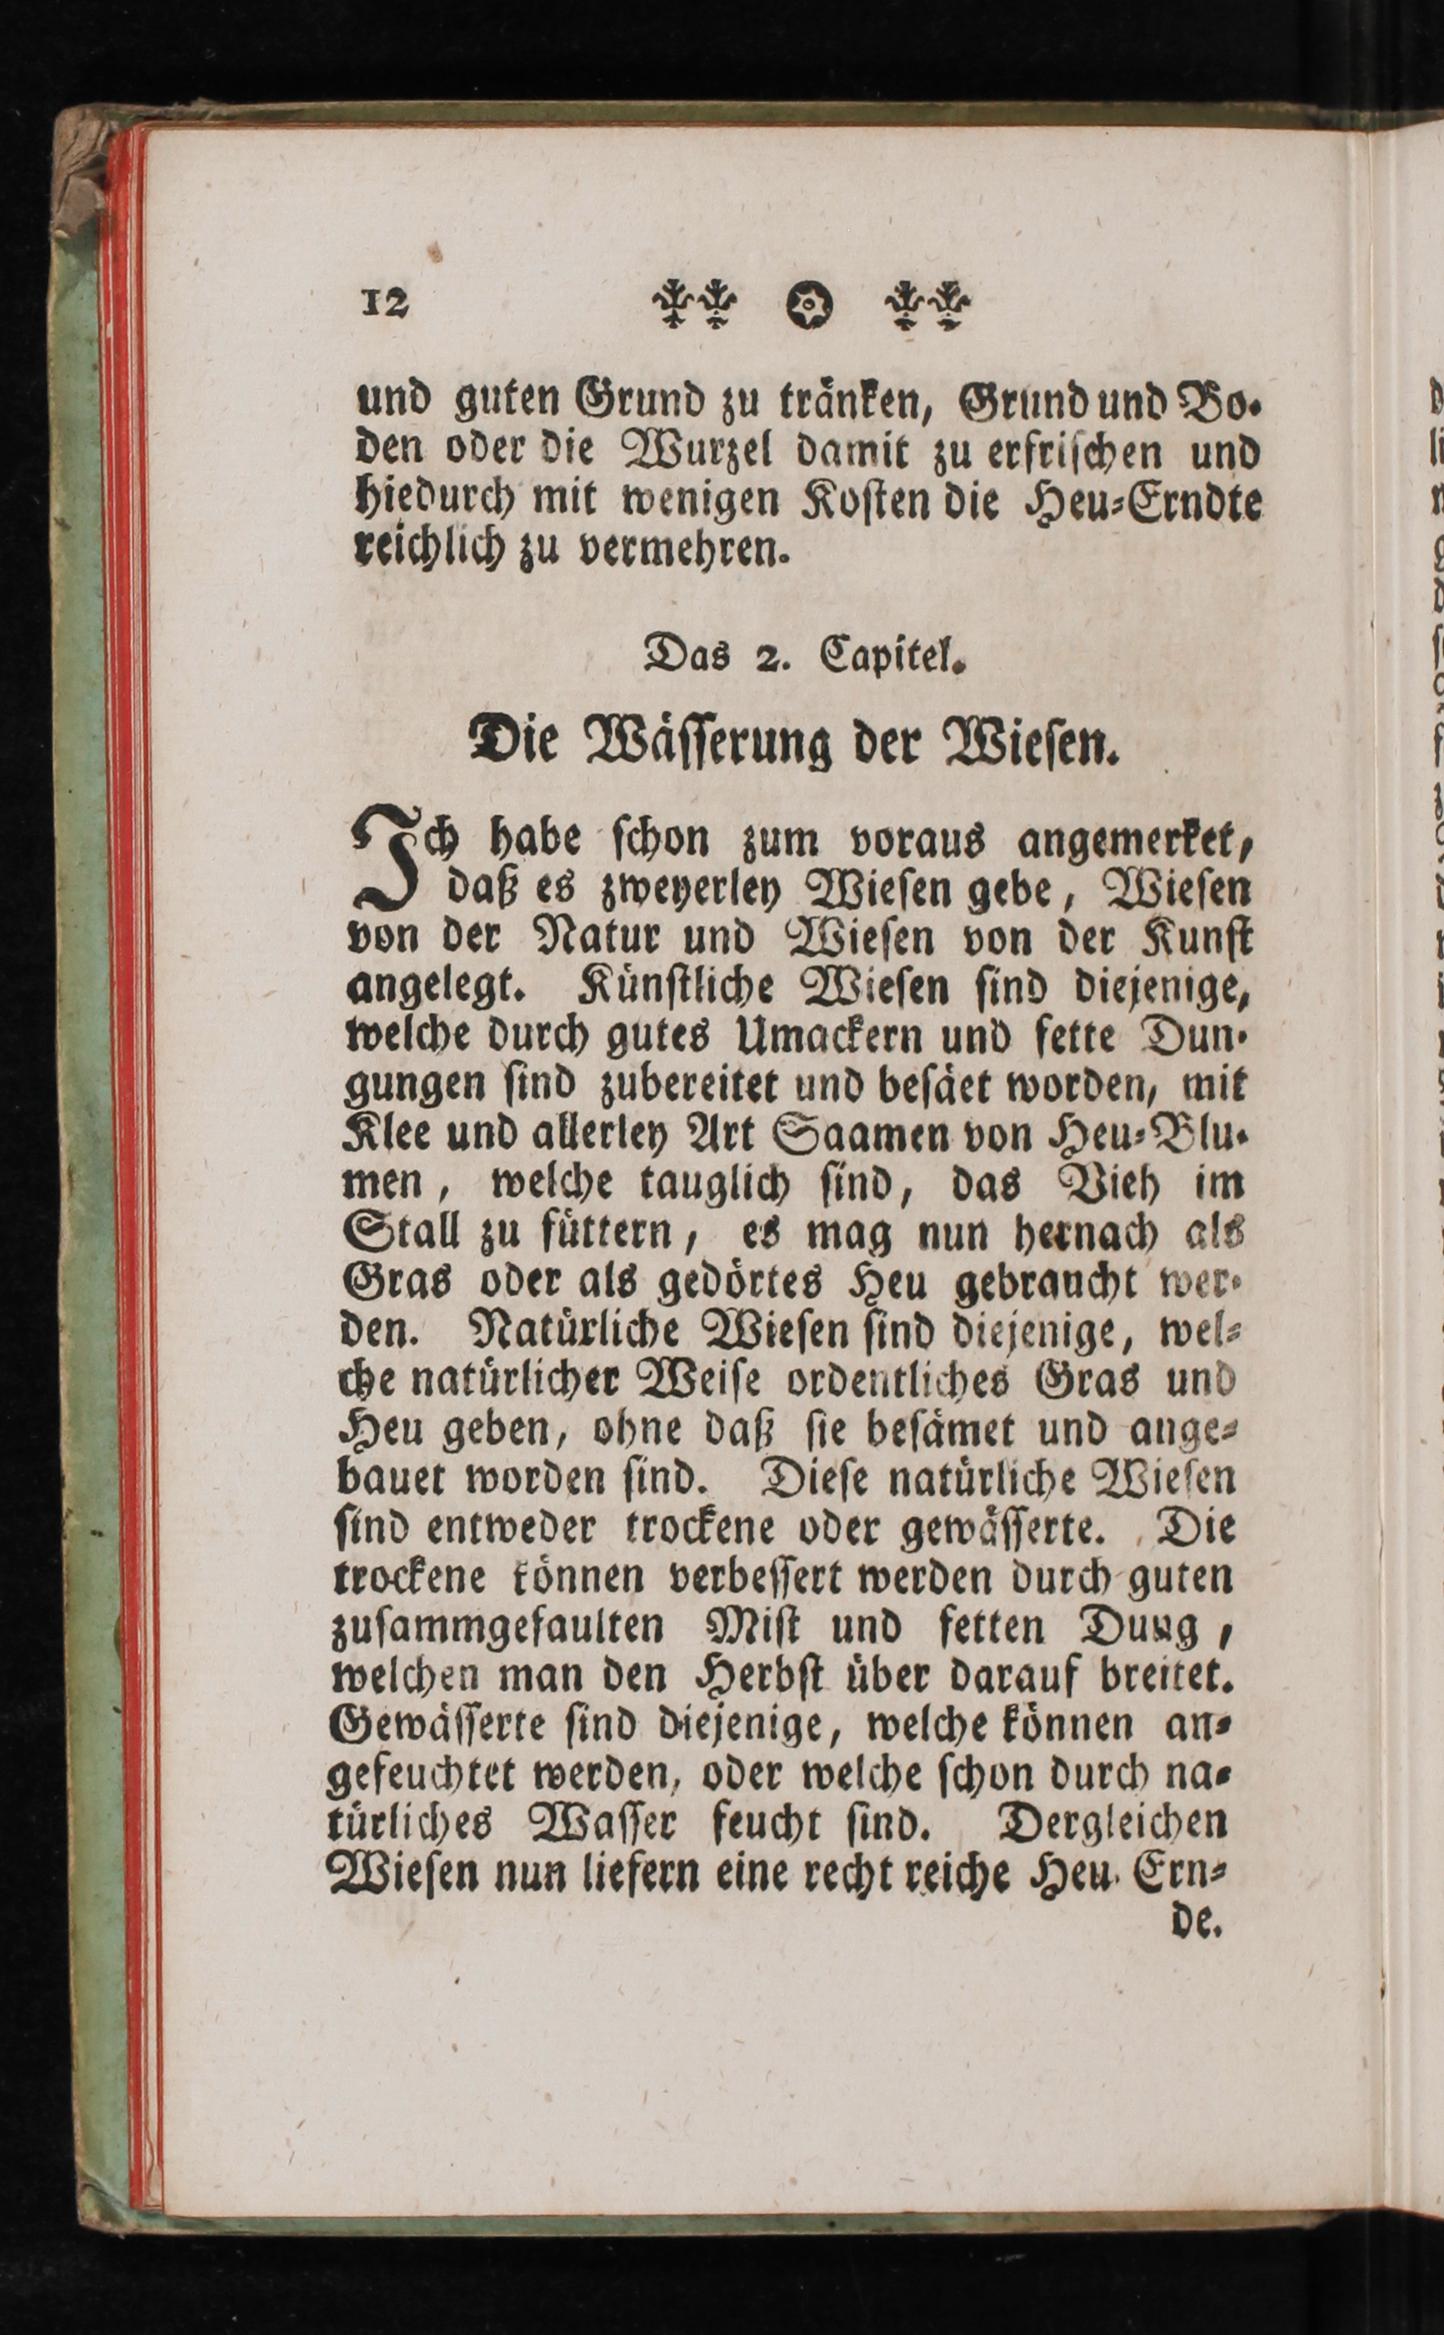 12
und guten Grund zu tränken, Grund und Bo-
den oder die Wurzel damit zu erfrischen und
hiedurch mit wenigen Kosten die Heu-Erndte
reichlich zu vermehren.
Das 2. Capitel.
Die Wässerung der Wiesen.
Ich habe schon zum voraus angemerket,
daß es zweyerley Wiesen gebe, Wiesen
von der Natur und Wiesen von der Kunst
angelegt. Künstliche Wiesen sind diejenige,
welche durch gutes Umackern und fette Dun-
gungen sind zubereitet und besäet worden, mit
Klee und allerley Art Saamen von Heu-Blu-
men, welche tauglich sind, das Vieh im
Stall zu füttern, es mag nun hernach als
Gras oder als gedörtes Heu gebraucht wer-
den. Natürliche Wiesen sind diejenige, wel-
che natürlicher Weise ordentliches Gras und
Heu geben, ohne daß sie besämet und ange-
bauet worden sind. Diese natürliche Wiesen
sind entweder trockene oder gewässerte. Die
trockene können verbessert werden durch guten
zusammgefaulten Mist und fetten Dung,
welchen man den Herbst über darauf breitet.
Gewässerte sind diejenige, welche können an-
gefeuchtet werden, oder welche schon durch na-
türliches Wasser feucht sind. Dergleichen
Wiesen nun liefern eine recht reiche Heu-Ern-
de.